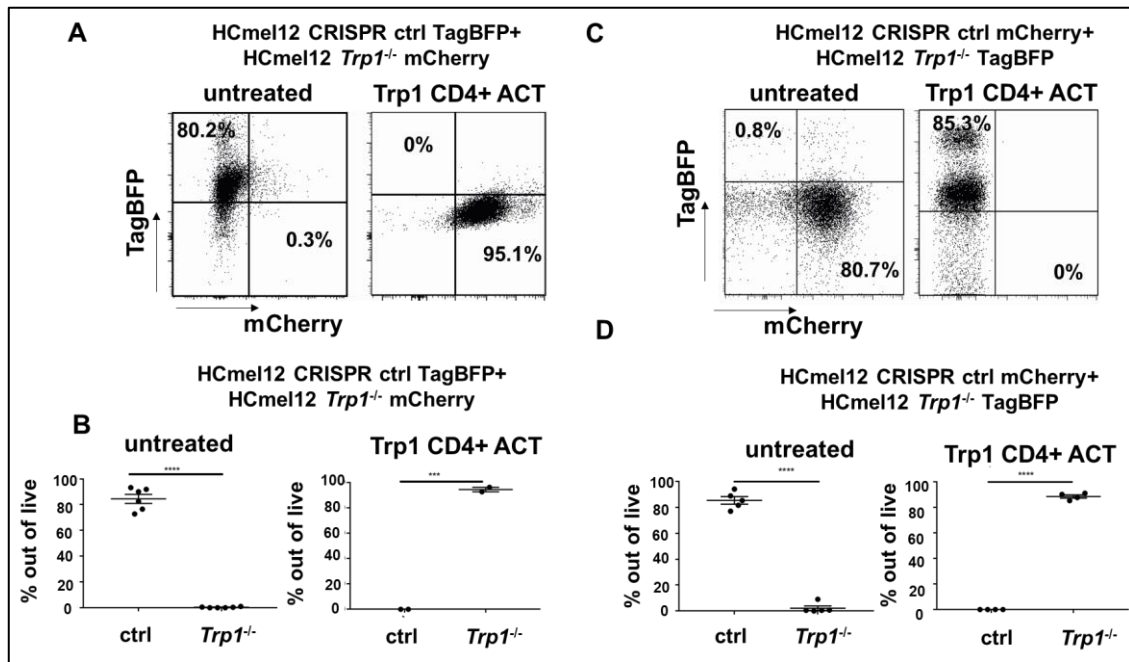 A
HCmel12 CRISPR ctrl TagBFP+
HCmel12 Trp1-/- mCherry
untreated
Trp1 CD4+ ACT
80.2%
0.3%
0%
95.1%
TagBFP
mCherry
C
HCmel12 CRISPR ctrl mCherry+
HCmel12 Trp1-/- TagBFP
untreated
Trp1 CD4+ ACT
0.8%
80.7%
85.3%
0%
TagBFP
mCherry
B
HCmel12 CRISPR ctrl TagBFP+
HCmel12 Trp1-/- mCherry
untreated
Trp1 CD4+ ACT
% out of live
100
80
60
40
20
0
****
ctrl
Trp1-/-
% out of live
100
80
60
40
20
0
***
ctrl
Trp1-/-
D
HCmel12 CRISPR ctrl mCherry+
HCmel12 Trp1-/- TagBFP
untreated
Trp1 CD4+ ACT
% out of live
100
80
60
40
20
0
****
ctrl
Trp1-/-
% out of live
100
80
60
40
20
0
****
ctrl
Trp1-/-